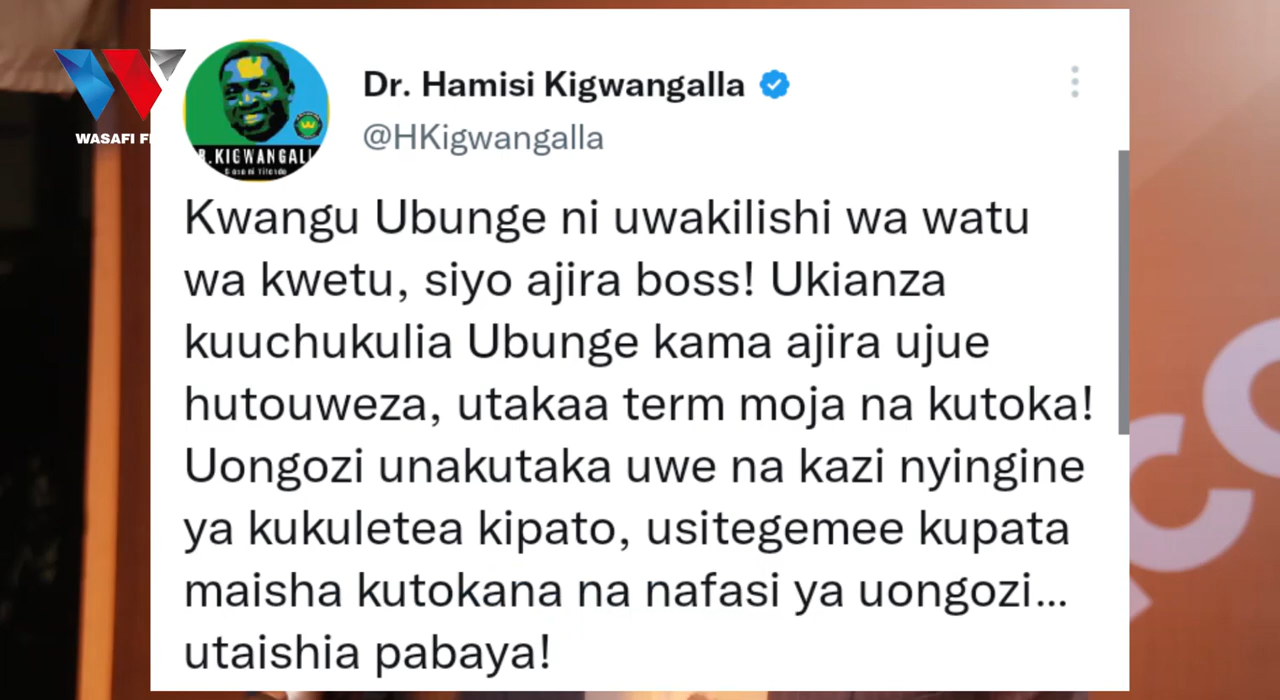 WASAFI
Dr. Hamisi Kigwangalla
@HKigwangalla
Kwangu Ubunge ni uwakilishi wa watu
wa kwetu, siyo ajira boss! Ukianza
kuuchukulia Ubunge kama ajira ujue
hutouweza, utakaa term moja na kutoka!
Uongozi unakutaka uwe na kazi nyingine
ya kukuletea kipato, usitegemee kupata
maisha kutokana na nafasi ya uongozi...
utaishia pabaya!